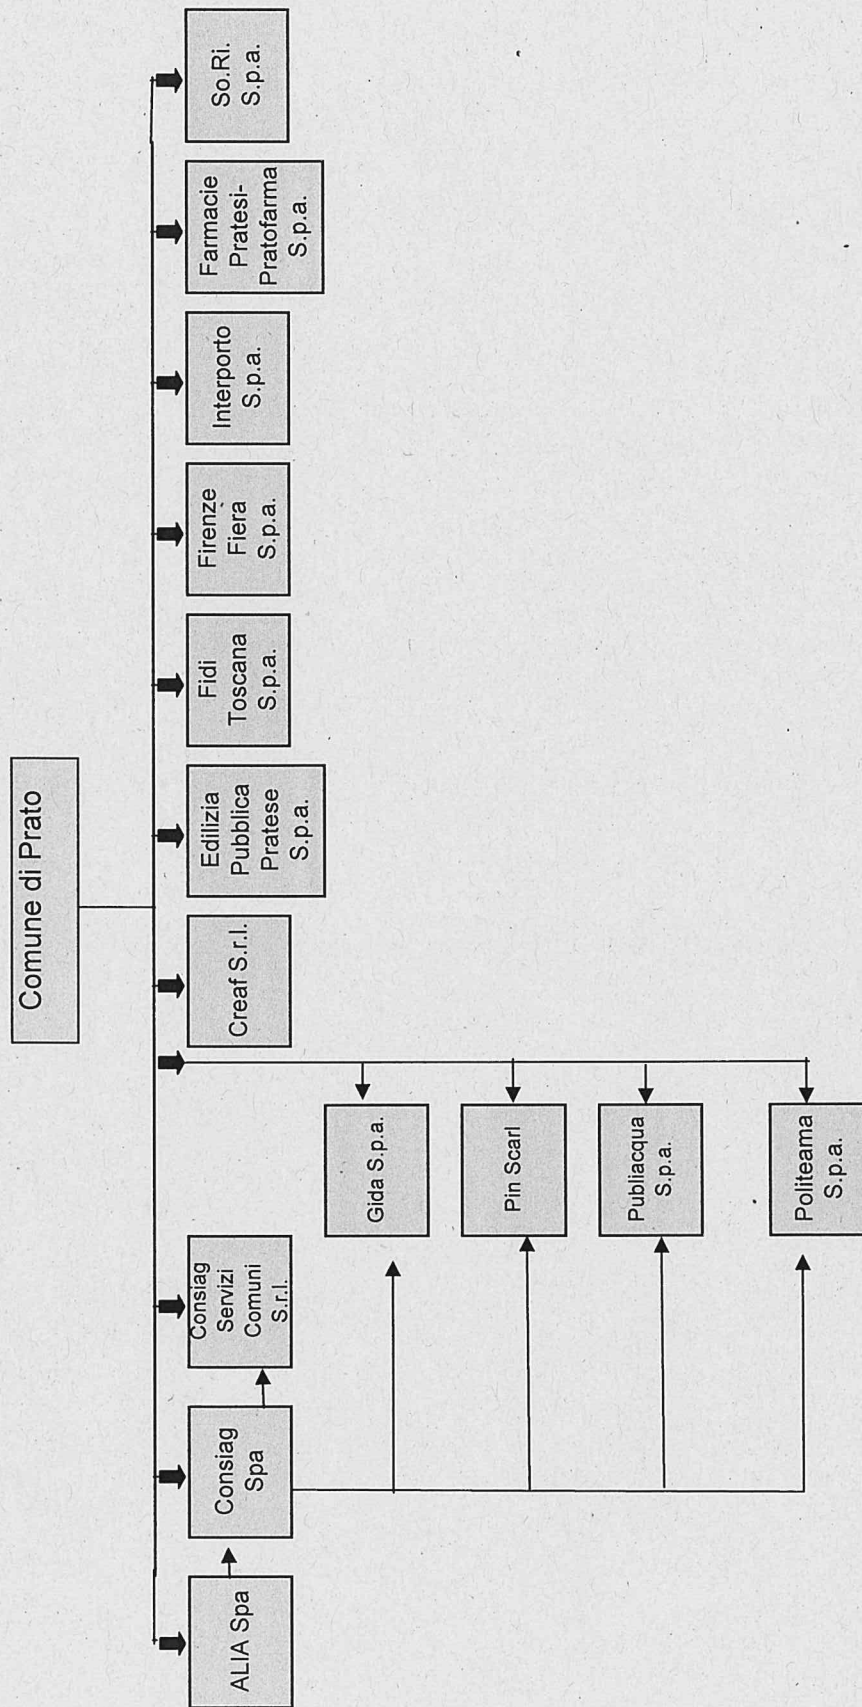 Comune di Prato
ALIA Spa
Consiag
Spa
Consiag
Servizi
Comuni
S.r.l.
Creaf S.r.l.
Edilizia
Pubblica
Pratese
S.p.a.
Fidi
Toscana
S.p.a.
Firenze
Fiera
S.p.a.
Interporto
S.p.a.
Farmacie
Pratesi-
Pratofarma
S.p.a.
So.Ri.
S.p.a.
Gida S.p.a.
Pin Scarl
Publiacqua
S.p.a.
Politeama
S.p.a.